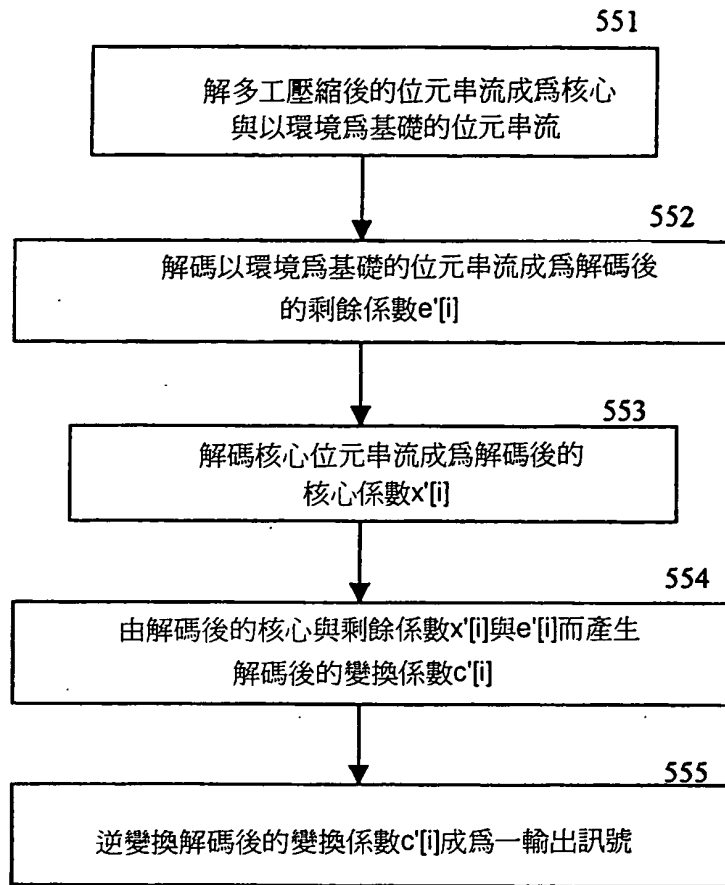 551
解多工壓縮後的位元串流成爲核心
與以環境爲基礎的位元串流
552
解碼以環境爲基礎的位元串流成爲解碼後
的剩餘係數e'[i]
553
解碼核心位元串流成爲解碼後的
核心係數x'[i]
554
由解碼後的核心與剩餘係數x'[i]與e'[i]而產生
解碼後的變換係數c'[i]
555
逆變換解碼後的變換係數c'[i]成爲一輸出訊號